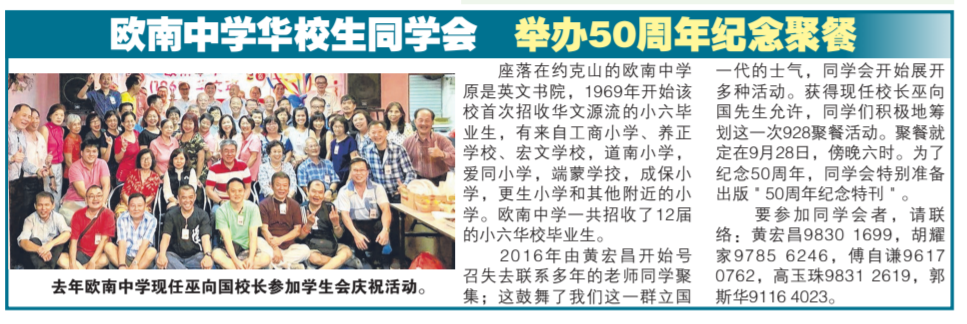 欧南中学华校生同学会 举办50周年纪念聚餐
去年欧南中学现任巫向国校长参加学生会庆祝活动。
座落在约克山的欧南中学
原是英文书院，1969年开始该
校首次招收华文源流的小六毕
业生，有来自工商小学、养正
学校、宏文学校，道南小学，
爱同小学，端蒙学技，成保小
学，更生小学和其他附近的小
学。欧南中学一共招收了12届
的小六华校毕业生。
2016年由黄宏昌开始号
召失去联系多年的老师同学聚
集；这鼓舞了我们这一群立国
一代的士气，同学会开始展开
多种活动。获得现任校长巫向
国先生允许，同学们积极地筹
划这一次928聚餐活动。聚餐就
定在9月28日，傍晚六时。为了
纪念50周年，同学会特别准备
出版＂50周年纪念特刊＂。
要参加同学会者，请联
络：黄宏昌9830 1699，胡耀
家9785 6246，傅自谦9617
0762，高玉珠9831 2619，郭
斯华9116 4023。